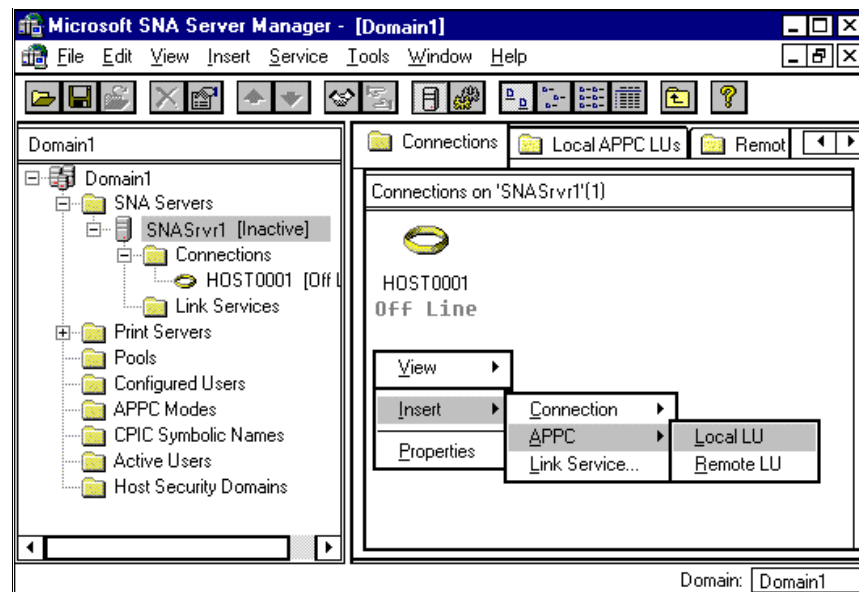 Microsoft SNA Server Manager - [Domain1]
File Edit View Insert Service Tools Window Help
Domain1
Domain1
SNA Servers
SNASrvr1 [Inactive]
Connections
HOST0001 [Off L
Link Services
Print Servers
Pools
Configured Users
APPC Modes
CPIC Symbolic Names
Active Users
Host Security Domains
Connections Local APPC LUs Remot
Connections on 'SNASrvr1'(1)
HOST0001
Off Line
View
Insert
Properties
Connection
APPC
Link Service...
Local LU
Remote LU
Domain: Domain1